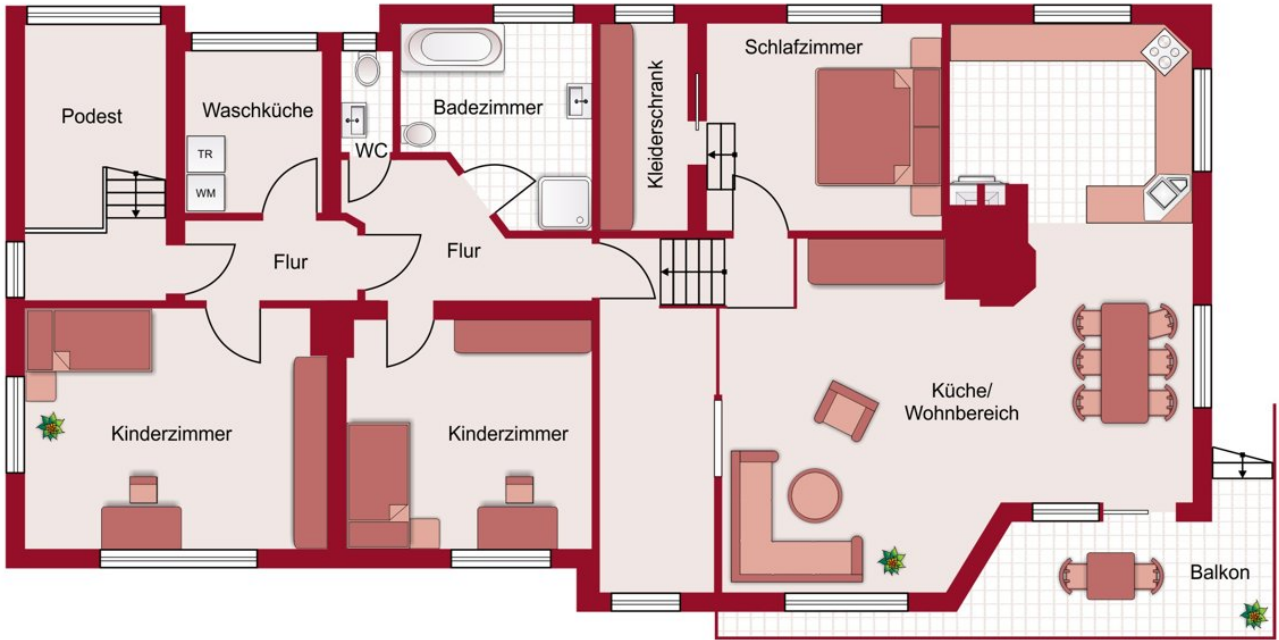 Schlafzimmer
Podest
Waschküche
Badezimmer
Kleiderschrank
WC
TR
WM
Flur
Flur
Kinderzimmer
Kinderzimmer
Küche/
Wohnbereich
Balkon